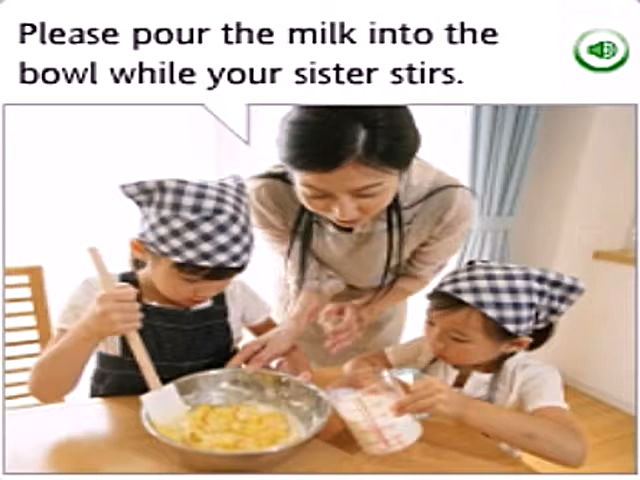 Please pour the milk into the
bowl while your sister stirs.